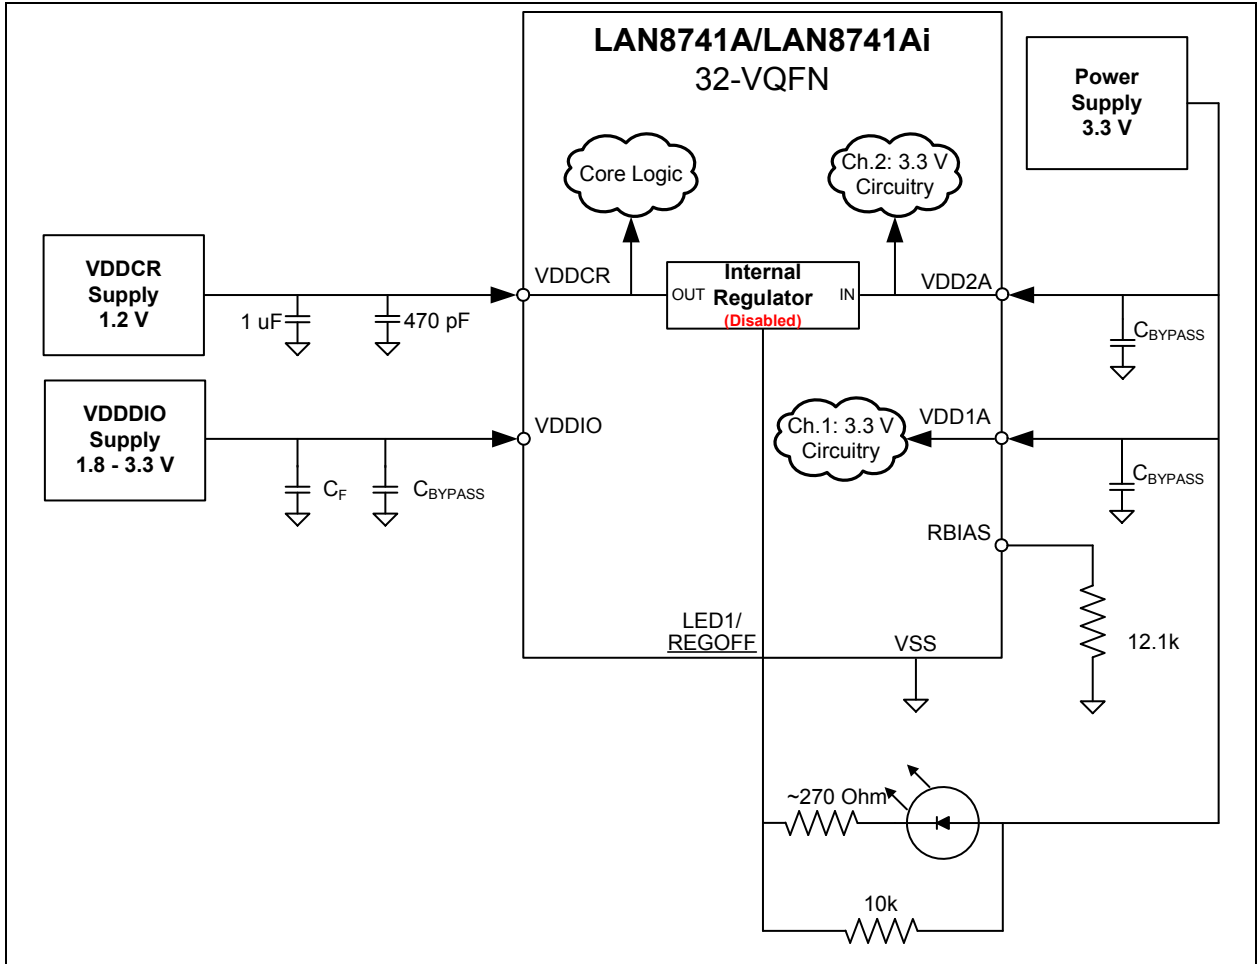 LAN8741A/LAN8741Ai
32-VQFN
Power
Supply
3.3 V
Core Logic
Ch.2: 3.3 V
Circuitry
VDDCR
Supply
1.2 V
1 uF
470 pF
VDDCR
OUT
Internal
Regulator
(Disabled)
IN
VDD2A
CBYPASS
VDDDIO
Supply
1.8 - 3.3 V
CF
CBYPASS
VDDIO
Ch.1: 3.3 V
Circuitry
VDD1A
CBYPASS
RBIAS
12.1k
LED1/
REGOFF
VSS
~270 Ohm
10k